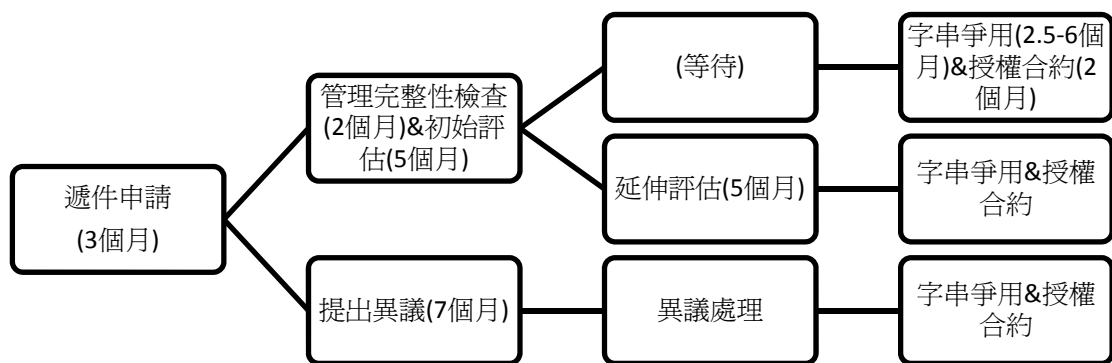 遞件申請
(3個月)
管理完整性檢查
(2個月)&初始評
估(5個月)
提出異議(7個月)
(等待)
延伸評估(5個月)
異議處理
字串爭用(2.5-6個
月)&授權合約(2
個月)
字串爭用&授權
合約
字串爭用&授權
合約